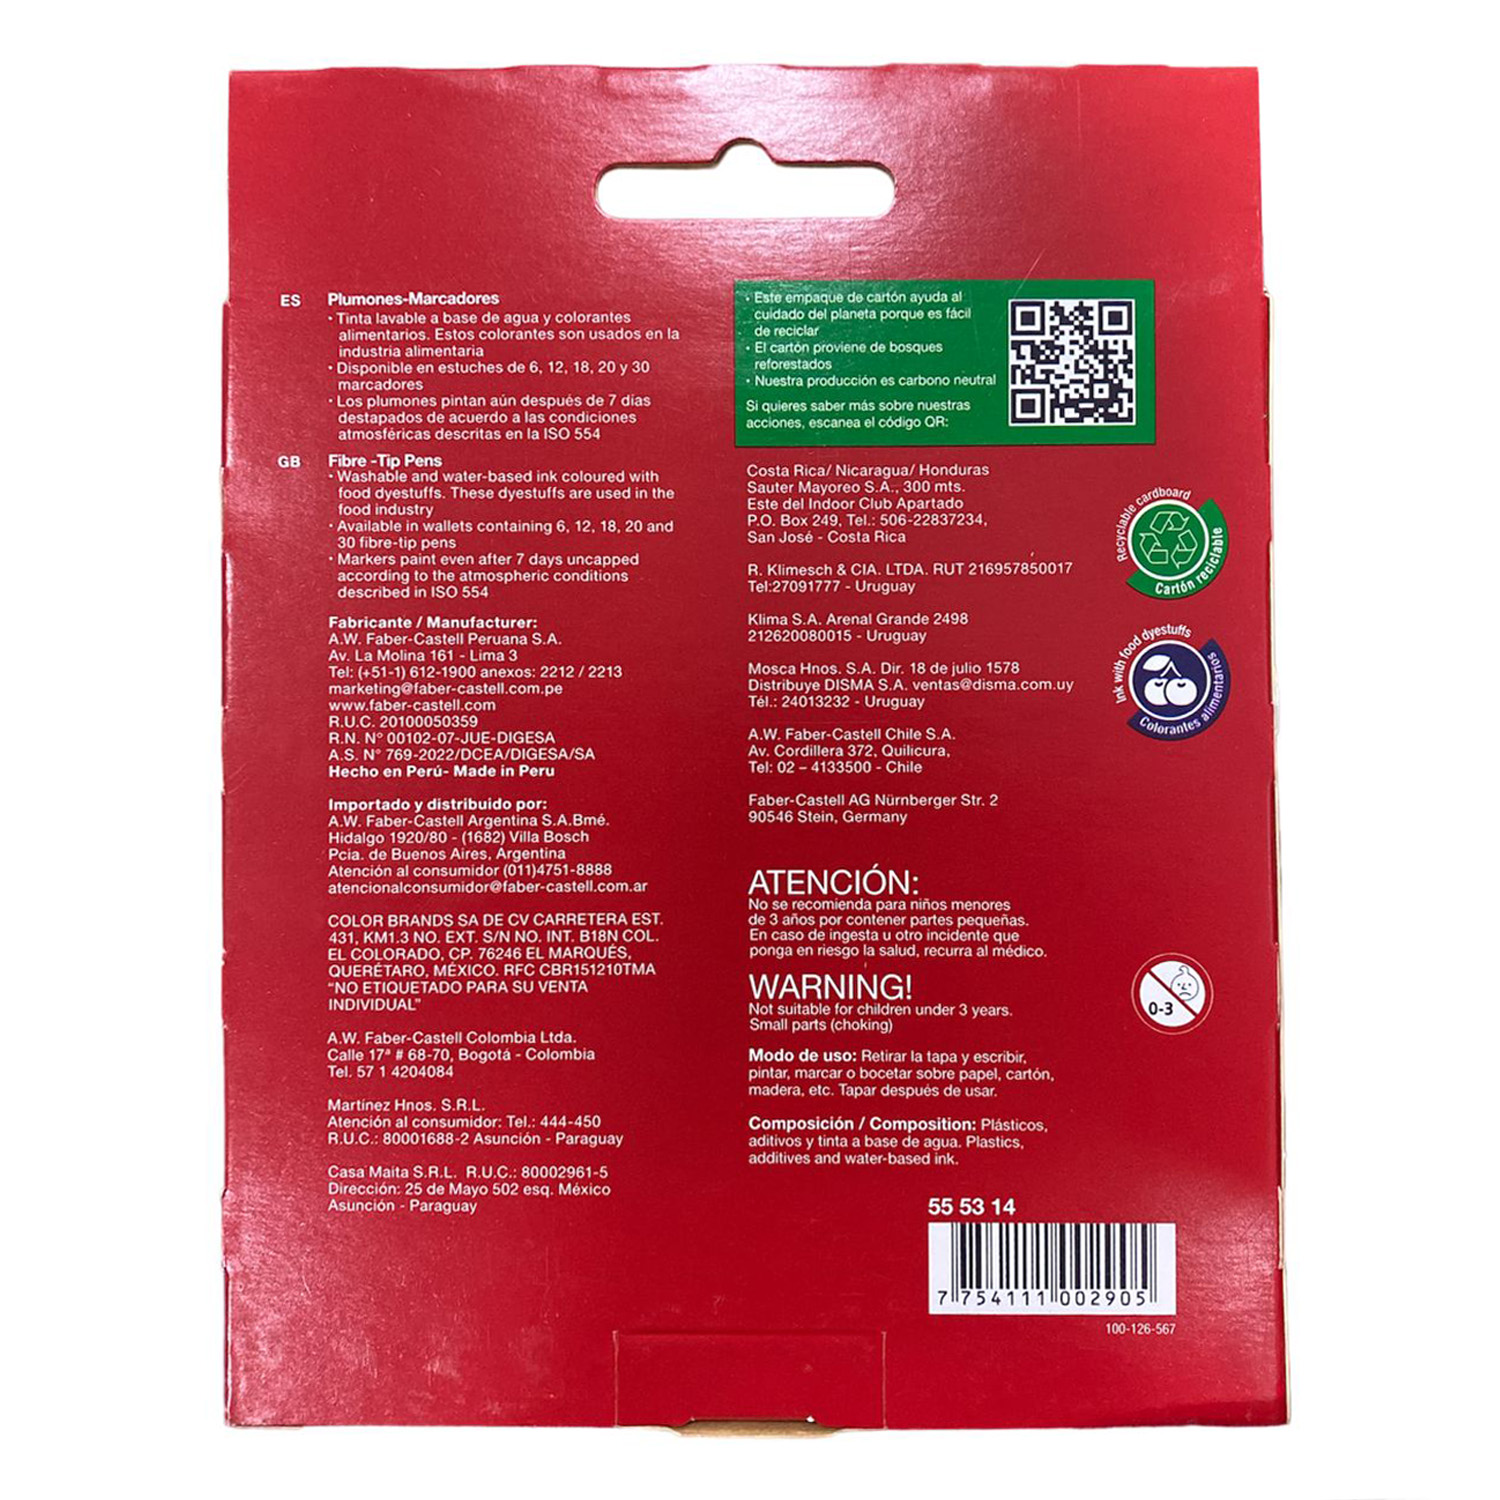 ES
Plumones-Marcadores
• Tinta lavable a base de agua y colorantes
alimentarios. Estos colorantes son usados en la
industria alimentaria
• Disponible en estuches de 6, 12, 18, 20 y 30
marcadores
• Los plumones pintan aún después de 7 días
destapados de acuerdo a las condiciones
atmosféricas descritas en la ISO 554
GB
Fibre -Tip Pens
• Washable and water-based ink coloured with
food dyestuffs. These dyestuffs are used in the
food industry
• Available in wallets containing 6, 12, 18, 20 and
30 fibre-tip pens
• Markers paint even after 7 days uncapped
according to the atmospheric conditions
described in ISO 554
Fabricante / Manufacturer:
A.W. Faber-Castell Peruana S.A.
Av. La Molina 161 - Lima 3
Tel: (+51-1) 612-1900 anexos: 2212 / 2213
marketing@faber-castell.com.pe
www.faber-castell.com
R.U.C. 20100050359
R.N. N° 00102-07-JUE-DIGESA
A.S. N° 769-2022/DCEA/DIGESA/SA
Hecho en Perú- Made in Peru
Importado y distribuido por:
A.W. Faber-Castell Argentina S.A.Bmé.
Hidalgo 1920/80 - (1682) Villa Bosch
Pcia. de Buenos Aires, Argentina
Atención al consumidor (011)4751-8888
atencionalconsumidor@faber-castell.com.ar
COLOR BRANDS SA DE CV CARRETERA EST.
431, KM1.3 NO. EXT. S/N NO. INT. B18N COL.
EL COLORADO, CP. 76246 EL MARQUÉS,
QUERÉTARO, MÉXICO. RFC CBR151210TMA
“NO ETIQUETADO PARA SU VENTA
INDIVIDUAL”
A.W. Faber-Castell Colombia Ltda.
Calle 17ª # 68-70, Bogotá - Colombia
Tel. 57 1 4204084
Martínez Hnos. S.R.L.
Atención al consumidor: Tel.: 444-450
R.U.C.: 80001688-2 Asunción - Paraguay
Casa Maita S.R.L. R.U.C.: 80002961-5
Dirección: 25 de Mayo 502 esq. México
Asunción - Paraguay
• Este empaque de cartón ayuda al
cuidado del planeta porque es fácil
de reciclar
• El cartón proviene de bosques
reforestados
• Nuestra producción es carbono neutral
Si quieres saber más sobre nuestras
acciones, escanea el código QR:
Costa Rica/ Nicaragua/ Honduras
Sauter Mayoreo S.A., 300 mts.
Este del Indoor Club Apartado
P.O. Box 249, Tel.: 506-22837234,
San José - Costa Rica
R. Klimesch & CIA. LTDA. RUT 216957850017
Tel:27091777 - Uruguay
Klima S.A. Arenal Grande 2498
212620080015 - Uruguay
Mosca Hnos. S.A. Dir. 18 de julio 1578
Distribuye DISMA S.A. ventas@disma.com.uy
Tél.: 24013232 - Uruguay
A.W. Faber-Castell Chile S.A.
Av. Cordillera 372, Quilicura,
Tel: 02 – 4133500 - Chile
Faber-Castell AG Nürnberger Str. 2
90546 Stein, Germany
Recyclable cardboard
Cartón reciclable
Ink with food dyestuffs
Colorantes alimentarios
ATENCIÓN:
No se recomienda para niños menores
de 3 años por contener partes pequeñas.
En caso de ingesta u otro incidente que
ponga en riesgo la salud, recurra al médico.
WARNING!
Not suitable for children under 3 years.
Small parts (choking)
0-3
Modo de uso: Retirar la tapa y escribir,
pintar, marcar o bocetar sobre papel, cartón,
madera, etc. Tapar después de usar.
Composición / Composition: Plásticos,
aditivos y tinta a base de agua. Plastics,
additives and water-based ink.
55 53 14
7 754111 002905
100-126-567